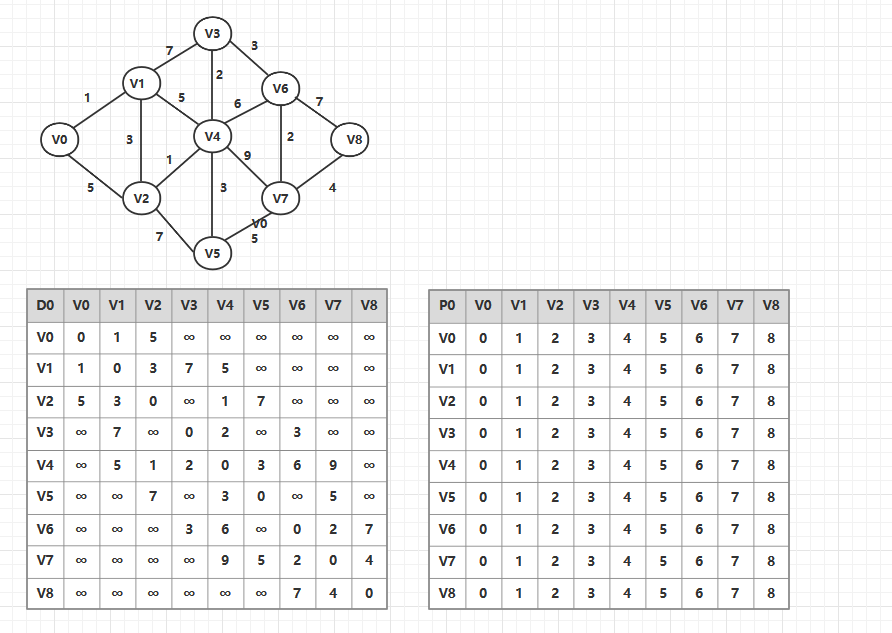 V3
7
3
2
V1
V6
1
5
6
7
V0
3
V4
2
V8
1
9
5
3
4
V2
V7
7
V0
5
V5
D0 V0 V1 V2 V3 V4 V5 V6 V7 V8
V0 0 1 5 ∞ ∞ ∞ ∞ ∞ ∞
V1 1 0 3 7 5 ∞ ∞ ∞ ∞
V2 5 3 0 ∞ 1 7 ∞ ∞ ∞
V3 ∞ 7 ∞ 0 2 ∞ 3 ∞ ∞
V4 ∞ 5 1 2 0 3 6 9 ∞
V5 ∞ ∞ 7 ∞ 3 0 ∞ 5 ∞
V6 ∞ ∞ ∞ 3 6 ∞ 0 2 7
V7 ∞ ∞ ∞ ∞ 9 5 2 0 4
V8 ∞ ∞ ∞ ∞ ∞ ∞ 7 4 0
P0 V0 V1 V2 V3 V4 V5 V6 V7 V8
V0 0 1 2 3 4 5 6 7 8
V1 0 1 2 3 4 5 6 7 8
V2 0 1 2 3 4 5 6 7 8
V3 0 1 2 3 4 5 6 7 8
V4 0 1 2 3 4 5 6 7 8
V5 0 1 2 3 4 5 6 7 8
V6 0 1 2 3 4 5 6 7 8
V7 0 1 2 3 4 5 6 7 8
V8 0 1 2 3 4 5 6 7 8